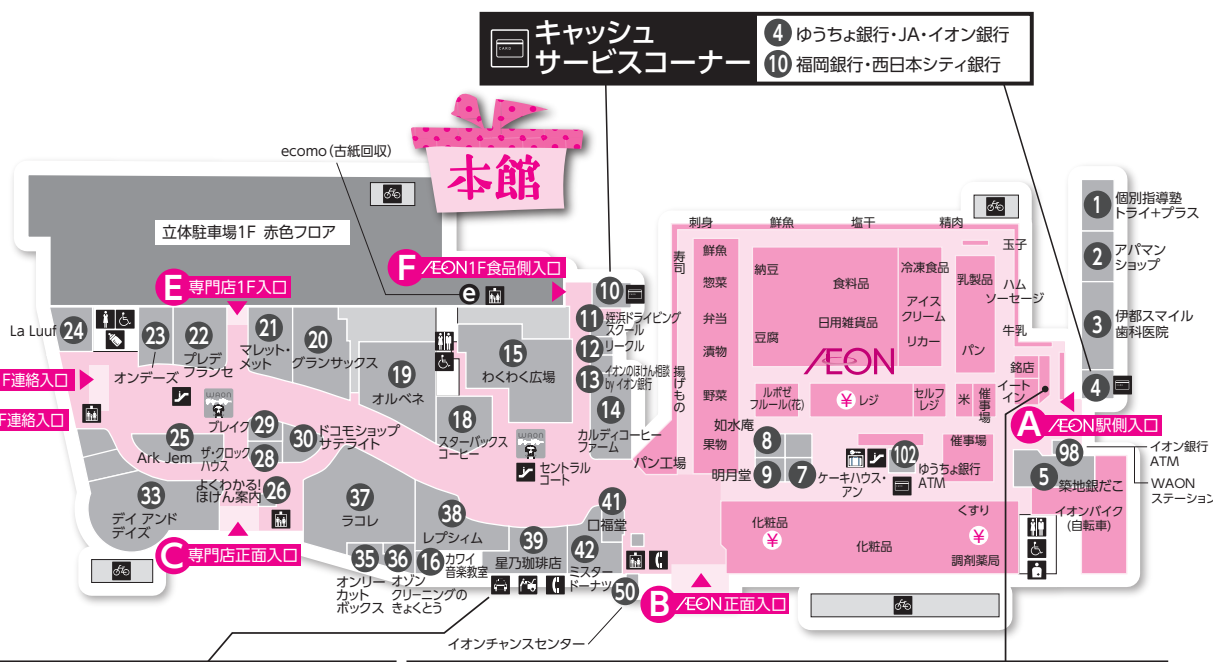 キャッシュ
サービスコーナー
CARD
4 ゆうちょ銀行・JA・イオン銀行
10 福岡銀行・西日本シティ銀行
本館
ecomo（古紙回収）
立体駐車場1F 赤色フロア
F ÆON1F食品側入口
E 専門店1F入口
e
La Luuf 24
23
オンデーズ
22
プレデ
フランセ
21
マレット・
メット
20
グランサックス
19
オルベネ
18
スターバックス
コーヒー
15
わくわく広場
10
11 姪浜ドライビング
スクール
12 リークル
13 イオンのほけん相談
by イオン銀行
14
カルディコーヒー
ファーム
F連絡入口
F連絡入口
waon
ブレイク 29
30 ドコモショップ
サテライト
25
Ark Jem
ザ・クロック
ハウス 28
よくわかる!
ほけん案内 26
33
デイ アンド
デイズ
C 専門店正面入口
37
ラコレ
38
レプシィム
waon
セントラル
コート
パン工場
35
オンリー
カット
ボックス
36
オゾン
クリーニングの
きょくとう
16 カワイ
音楽教室
39
星乃珈琲店
41
口福堂
42
ミスター
ドーナツ
50
イオンチャンスセンター
B ÆON正面入口
刺身
鮮魚
塩干
精肉
寿司
揚げもの
鮮魚
惣菜
弁当
漬物
野菜
果物
納豆
豆腐
食料品
日用雑貨品
冷凍食品
アイス
クリーム
リカー
乳製品
パン
玉子
ハム
ソーセージ
牛乳
ÆON
ルポゼ
フルール(花)
¥ レジ
セルフ
レジ
米
催事場
銘店
イート
イン
如水庵
8
明月堂 9
7 ケーキハウス・
アン
102
ゆうちょ銀行
ATM
催事場
化粧品
¥
化粧品
くすり
¥
調剤薬局
A ÆON駅側入口
1 個別指導塾
トライ+プラス
2 アパマン
ショップ
3 伊都スマイル
歯科医院
4
98
イオン銀行
ATM
WAON
ステーション
5 築地銀だこ
イオンバイク
(自転車)